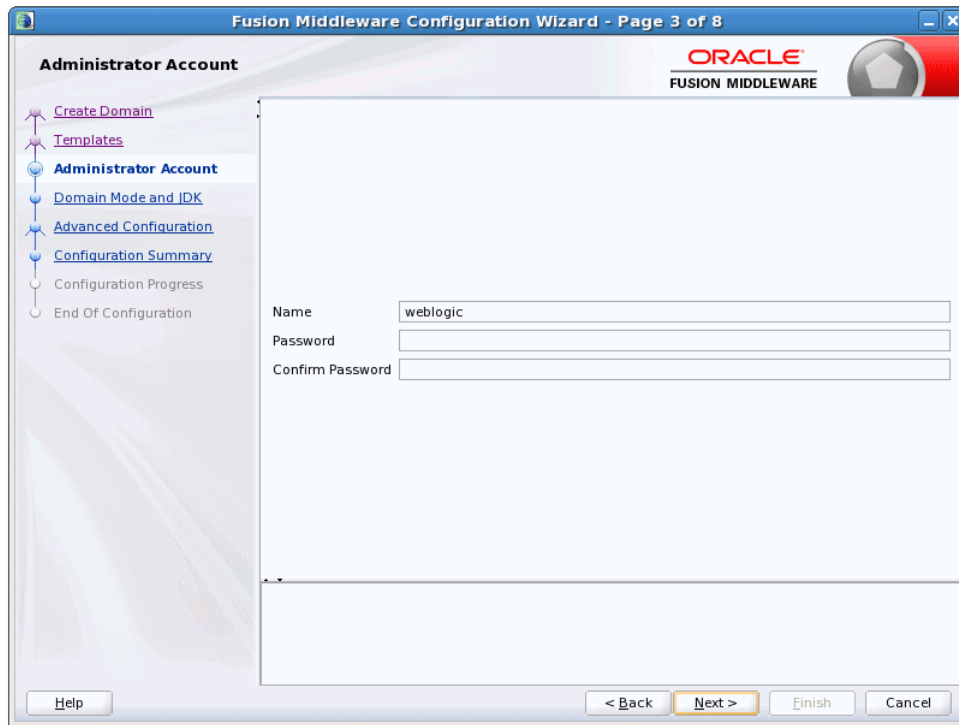 Fusion Middleware Configuration Wizard - Page 3 of 8
Administrator Account
ORACLE
FUSION MIDDLEWARE
Create Domain
Templates
Administrator Account
Domain Mode and JDK
Advanced Configuration
Configuration Summary
Configuration Progress
End Of Configuration
Name weblogic
Password
Confirm Password
Help < Back Next > Finish Cancel